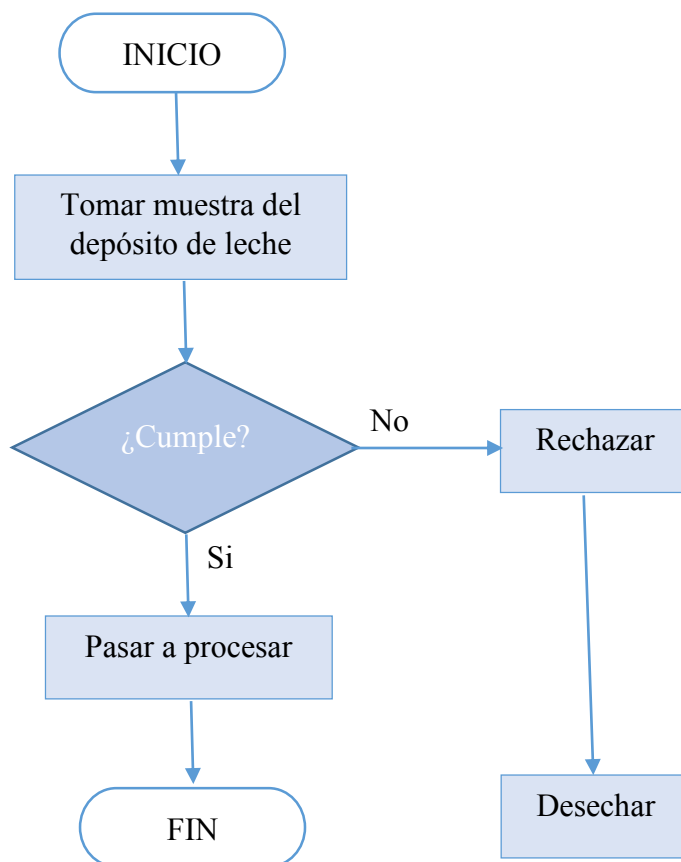 INICIO
Tomar muestra del
depósito de leche
¿Cumple?
No
Rechazar
Si
Pasar a procesar
Desechar
FIN